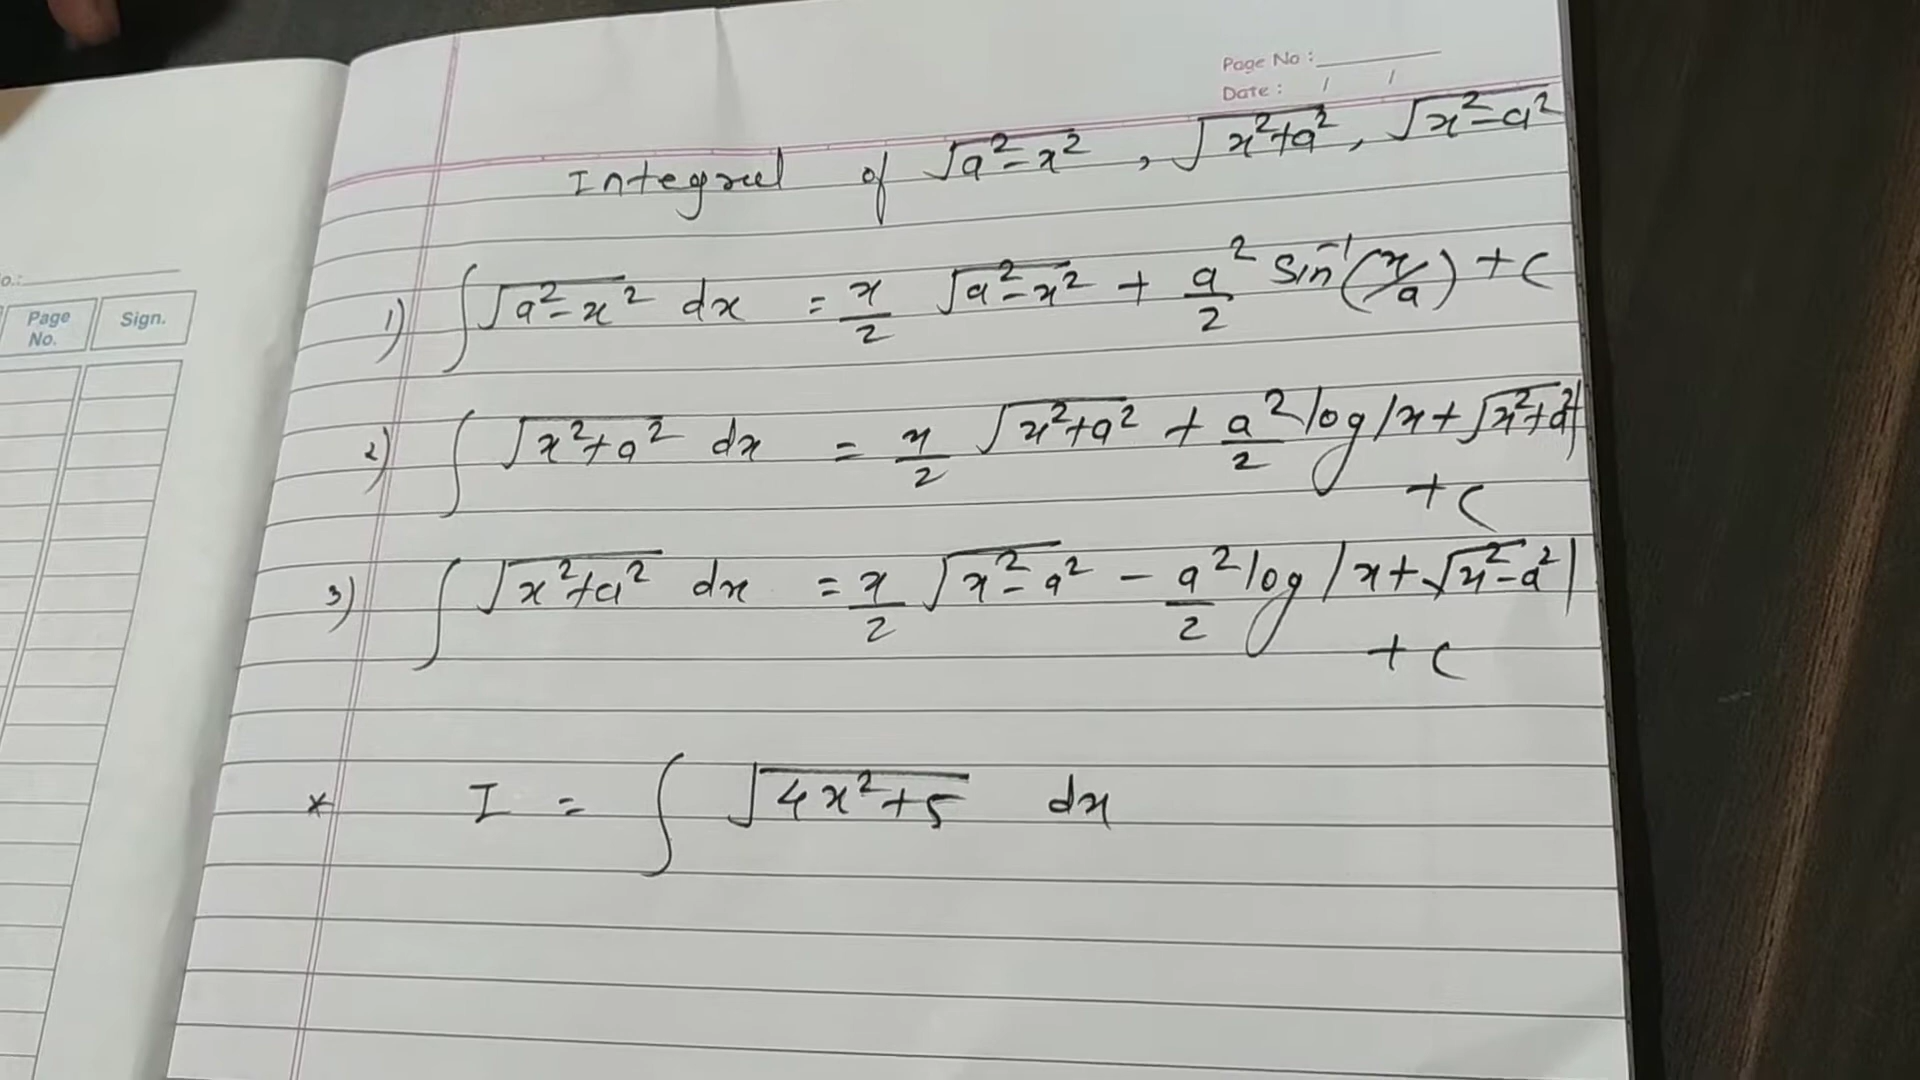 Page No :
Date : / /
Integral of √a²-x² , √x²+a² , √x²-a²
1) ∫√a²-x² dx = x/2 √a²-x² + a²/2 sin⁻¹(x/a) + c
2) ∫ √x²+a² dx = x/2 √x²+a² + a²/2 log|x+√x²+a²|
+ c
3) ∫ √x²+a² dx = x/2 √x²-a² - a²/2 log|x+√x²-a²|
+ c
* I = ∫ √4x²+5 dx
o.:
Page No. Sign.